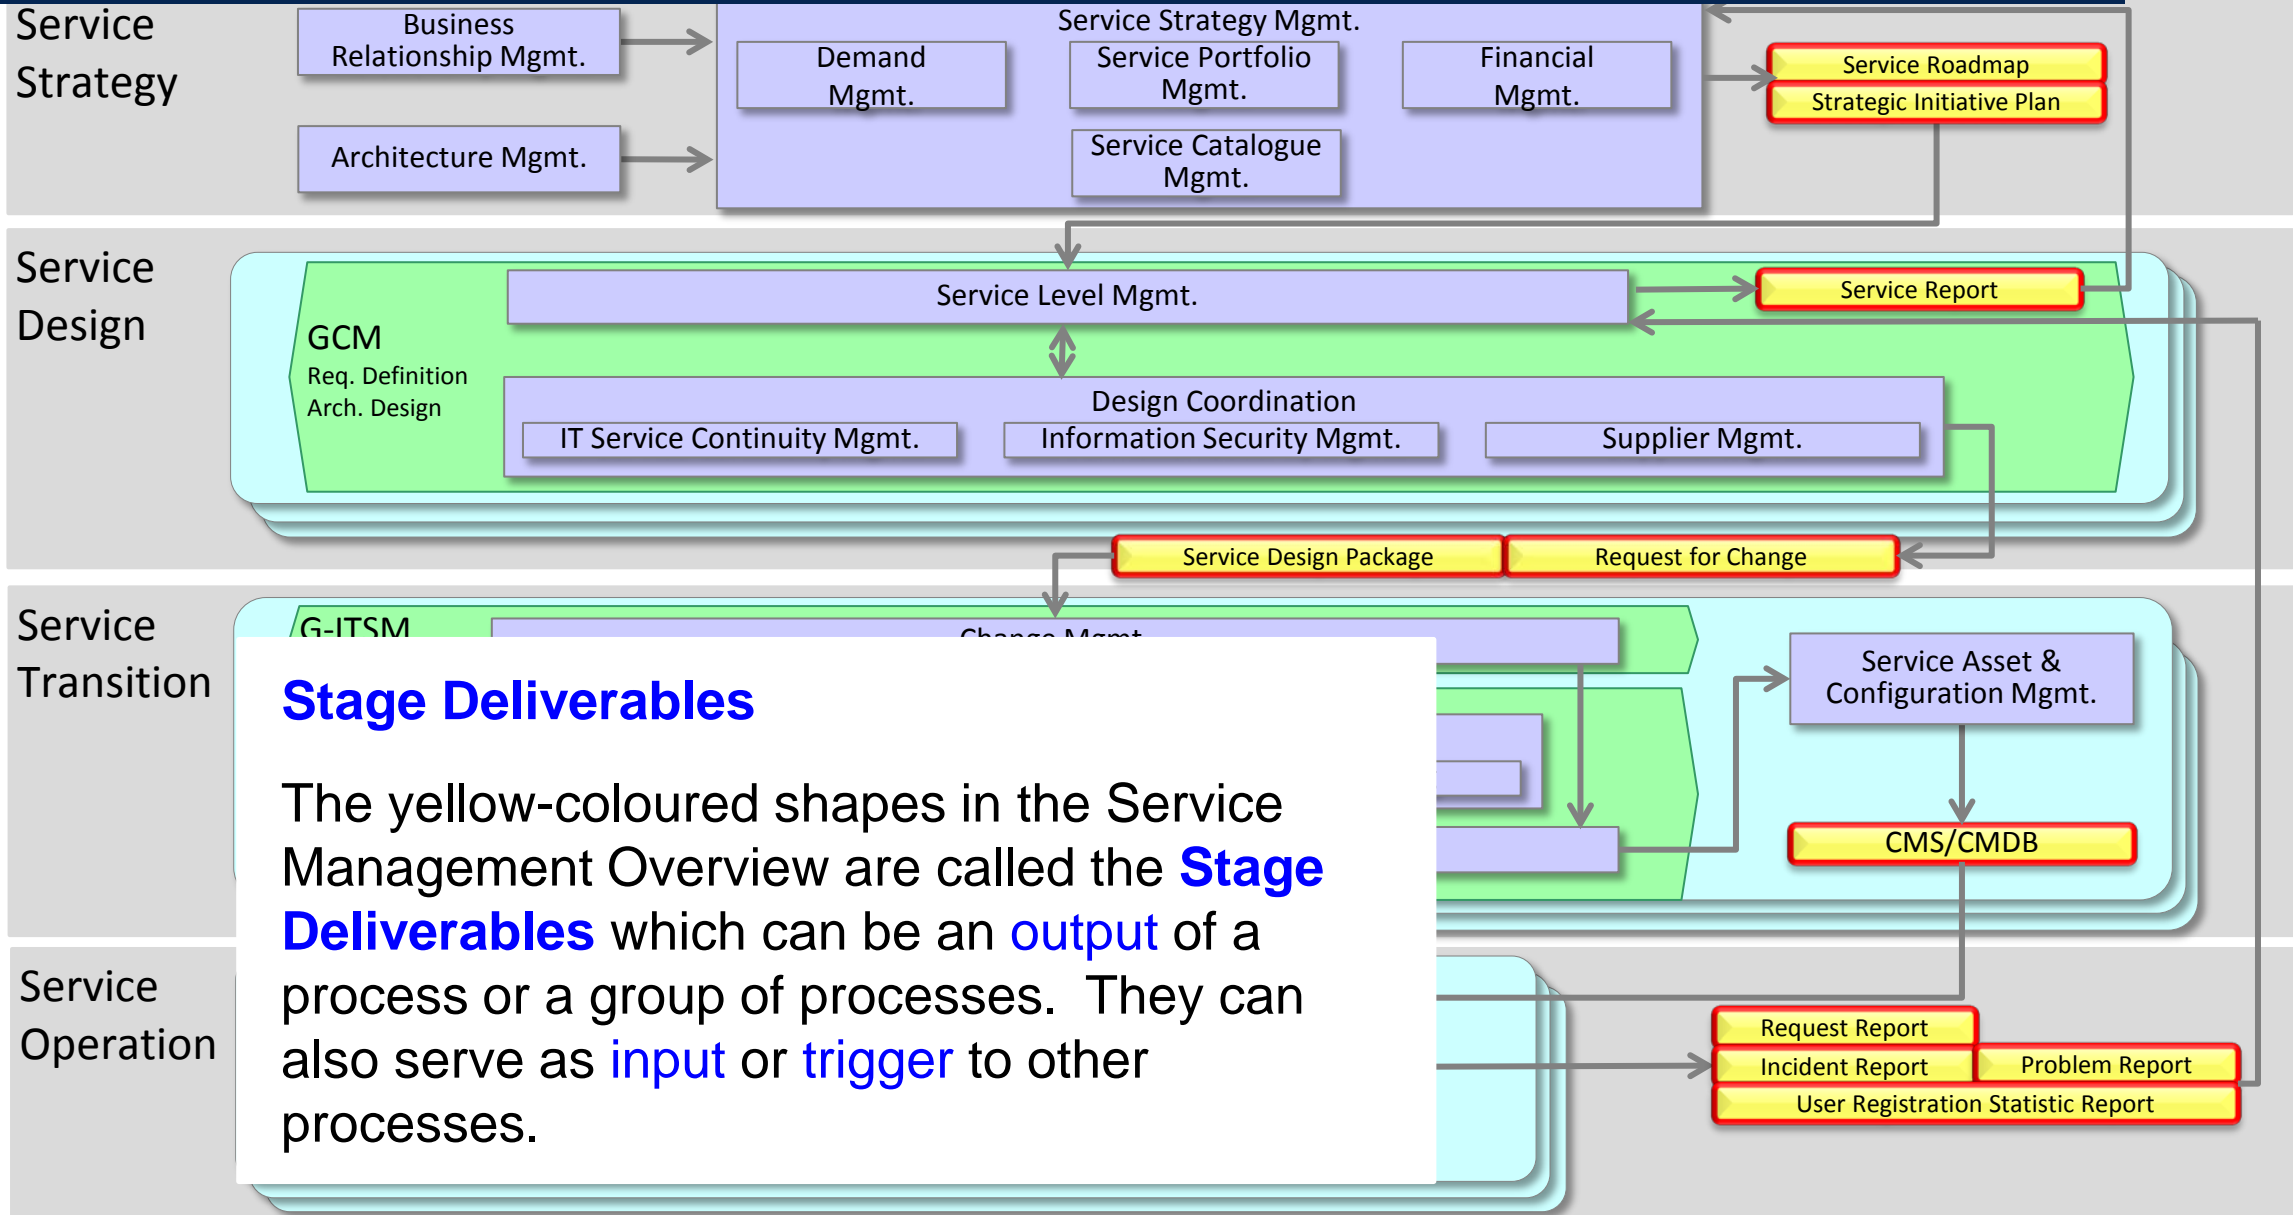 Service
Strategy
Business
Relationship Mgmt.
Architecture Mgmt.
Service Strategy Mgmt.
Demand
Mgmt.
Service Portfolio
Mgmt.
Financial
Mgmt.
Service Catalogue
Mgmt.
Service Roadmap
Strategic Initiative Plan
Service
Design
GCM
Req. Definition
Arch. Design
Service Level Mgmt.
Service Report
Design Coordination
IT Service Continuity Mgmt.
Information Security Mgmt.
Supplier Mgmt.
Service Design Package
Request for Change
Service
Transition
G-ITSM
Change Mgmt.
Service Asset &
Configuration Mgmt.
CMS/CMDB
Stage Deliverables
The yellow-coloured shapes in the Service
Management Overview are called the Stage
Deliverables which can be an output of a
process or a group of processes. They can
also serve as input or trigger to other
processes.
Service
Operation
Request Report
Incident Report
Problem Report
User Registration Statistic Report